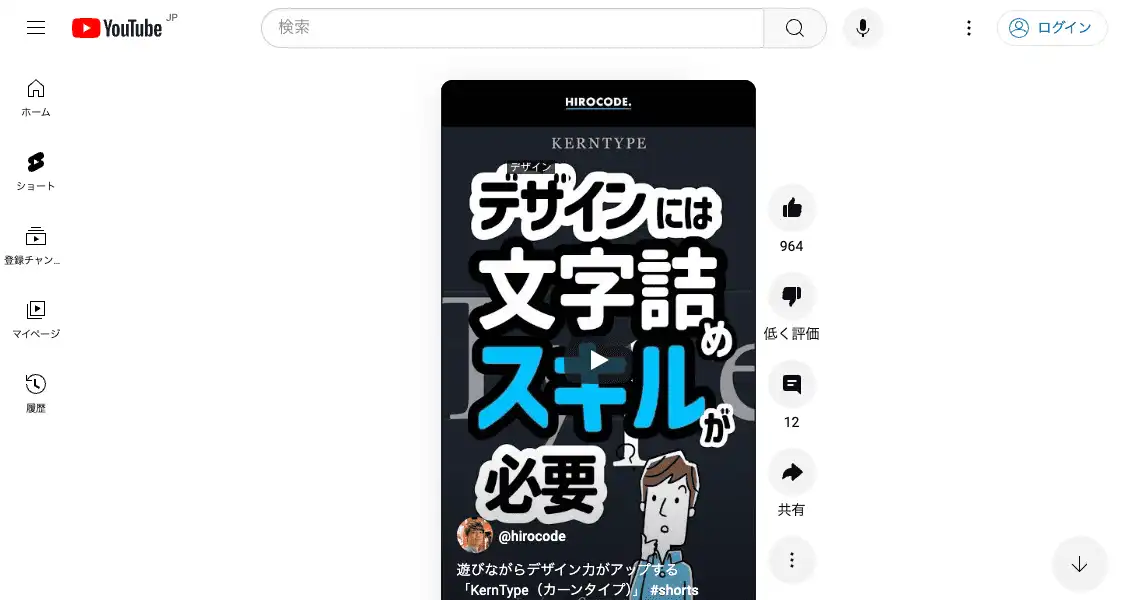 YouTube JP
検索
ログイン
ホーム
ショート
登録チャン...
マイページ
履歴
HIROCODE.
KERNTYPE
デザイン
デザインには
文字詰め
スキルが
必要
@hirocode
遊びながらデザイン力がアップする
「KernType（カーンタイプ）」 #shorts
964
低く評価
12
共有